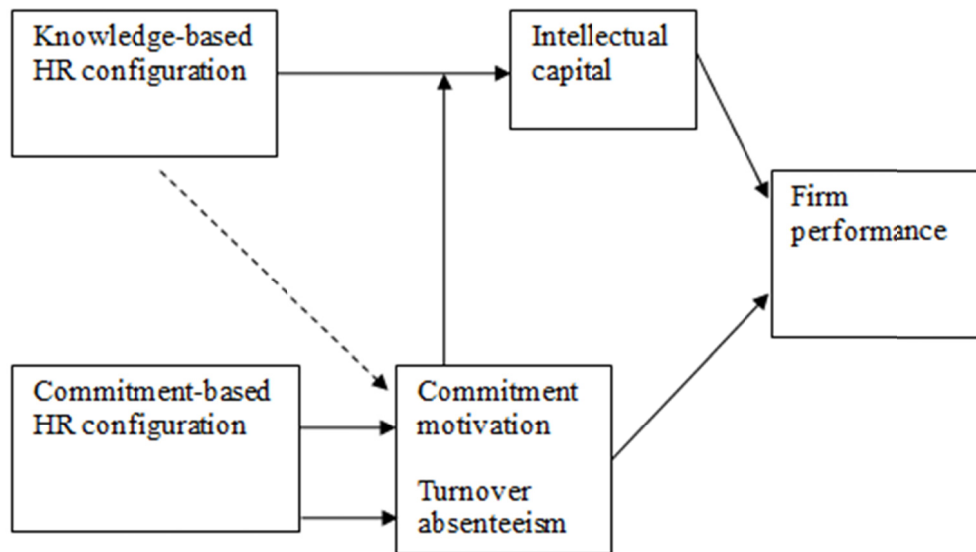 Knowledge-based
HR configuration
Intellectual
capital
Firm
performance
Commitment-based
HR configuration
Commitment
motivation
Turnover
absenteeism